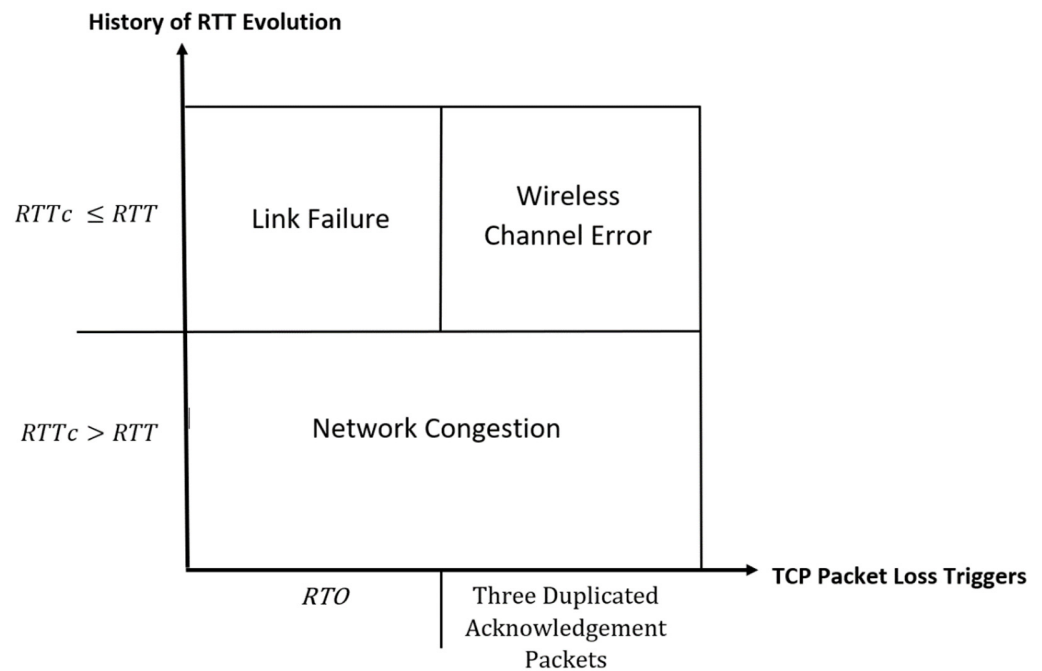 History of RTT Evolution
RTTc ≤ RTT
Link Failure
Wireless
Channel Error
RTTc > RTT
Network Congestion
TCP Packet Loss Triggers
RTO
Three Duplicated
Acknowledgement
Packets